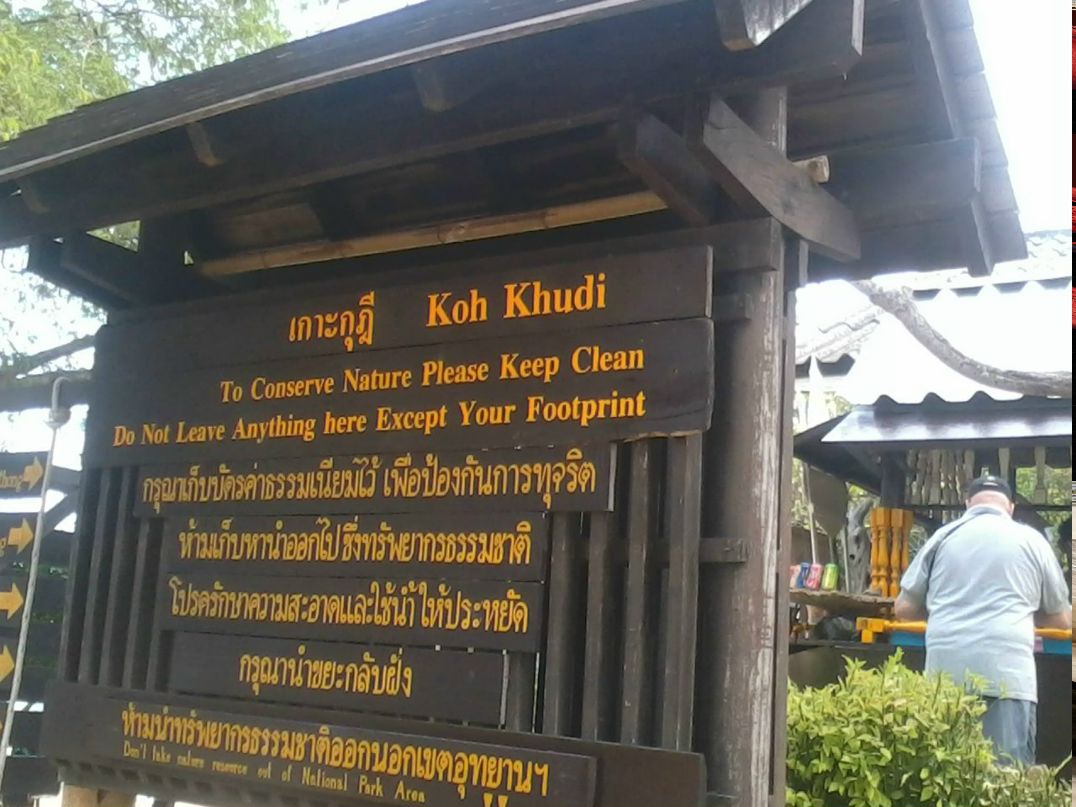 เกาะกุฎี Koh Khudi
To Conserve Nature Please Keep Clean
Do Not Leave Anything here Except Your Footprint
กรุณาเก็บบัตรค่าธรรมเนียมไว้ เพื่อป้องกันการทุจริต
ห้ามเก็บหานำออกไป ซึ่งทรัพยากรธรรมชาติ
โปรดรักษาความสะอาดและใช้น้ำ ให้ประหยัด
กรุณานำขยะกลับฝั่ง
ห้ามนำทรัพยากรธรรมชาติออกนอกเขตอุทยานฯ
Don't take nature resource out of National Park Area